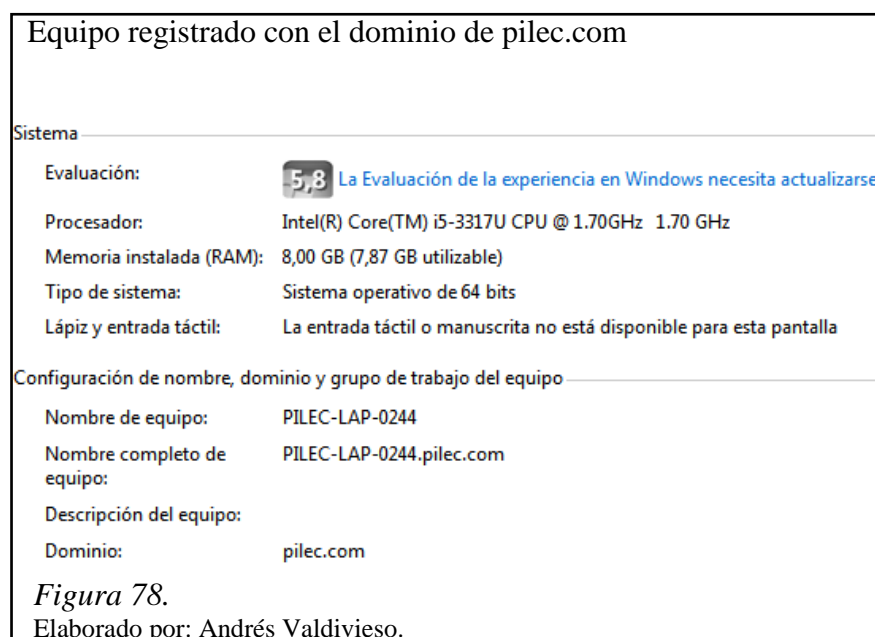 Equipo registrado con el dominio de pilec.com
Sistema
Evaluación: 5,8 La Evaluación de la experiencia en Windows necesita actualizarse
Procesador: Intel(R) Core(TM) i5-3317U CPU @ 1.70GHz 1.70 GHz
Memoria instalada (RAM): 8,00 GB (7,87 GB utilizable)
Tipo de sistema: Sistema operativo de 64 bits
Lápiz y entrada táctil: La entrada táctil o manuscrita no está disponible para esta pantalla
Configuración de nombre, dominio y grupo de trabajo del equipo
Nombre de equipo: PILEC-LAP-0244
Nombre completo de PILEC-LAP-0244.pilec.com
equipo:
Descripción del equipo:
Dominio: pilec.com
Figura 78.
Elaborado por: Andrés Valdivieso.